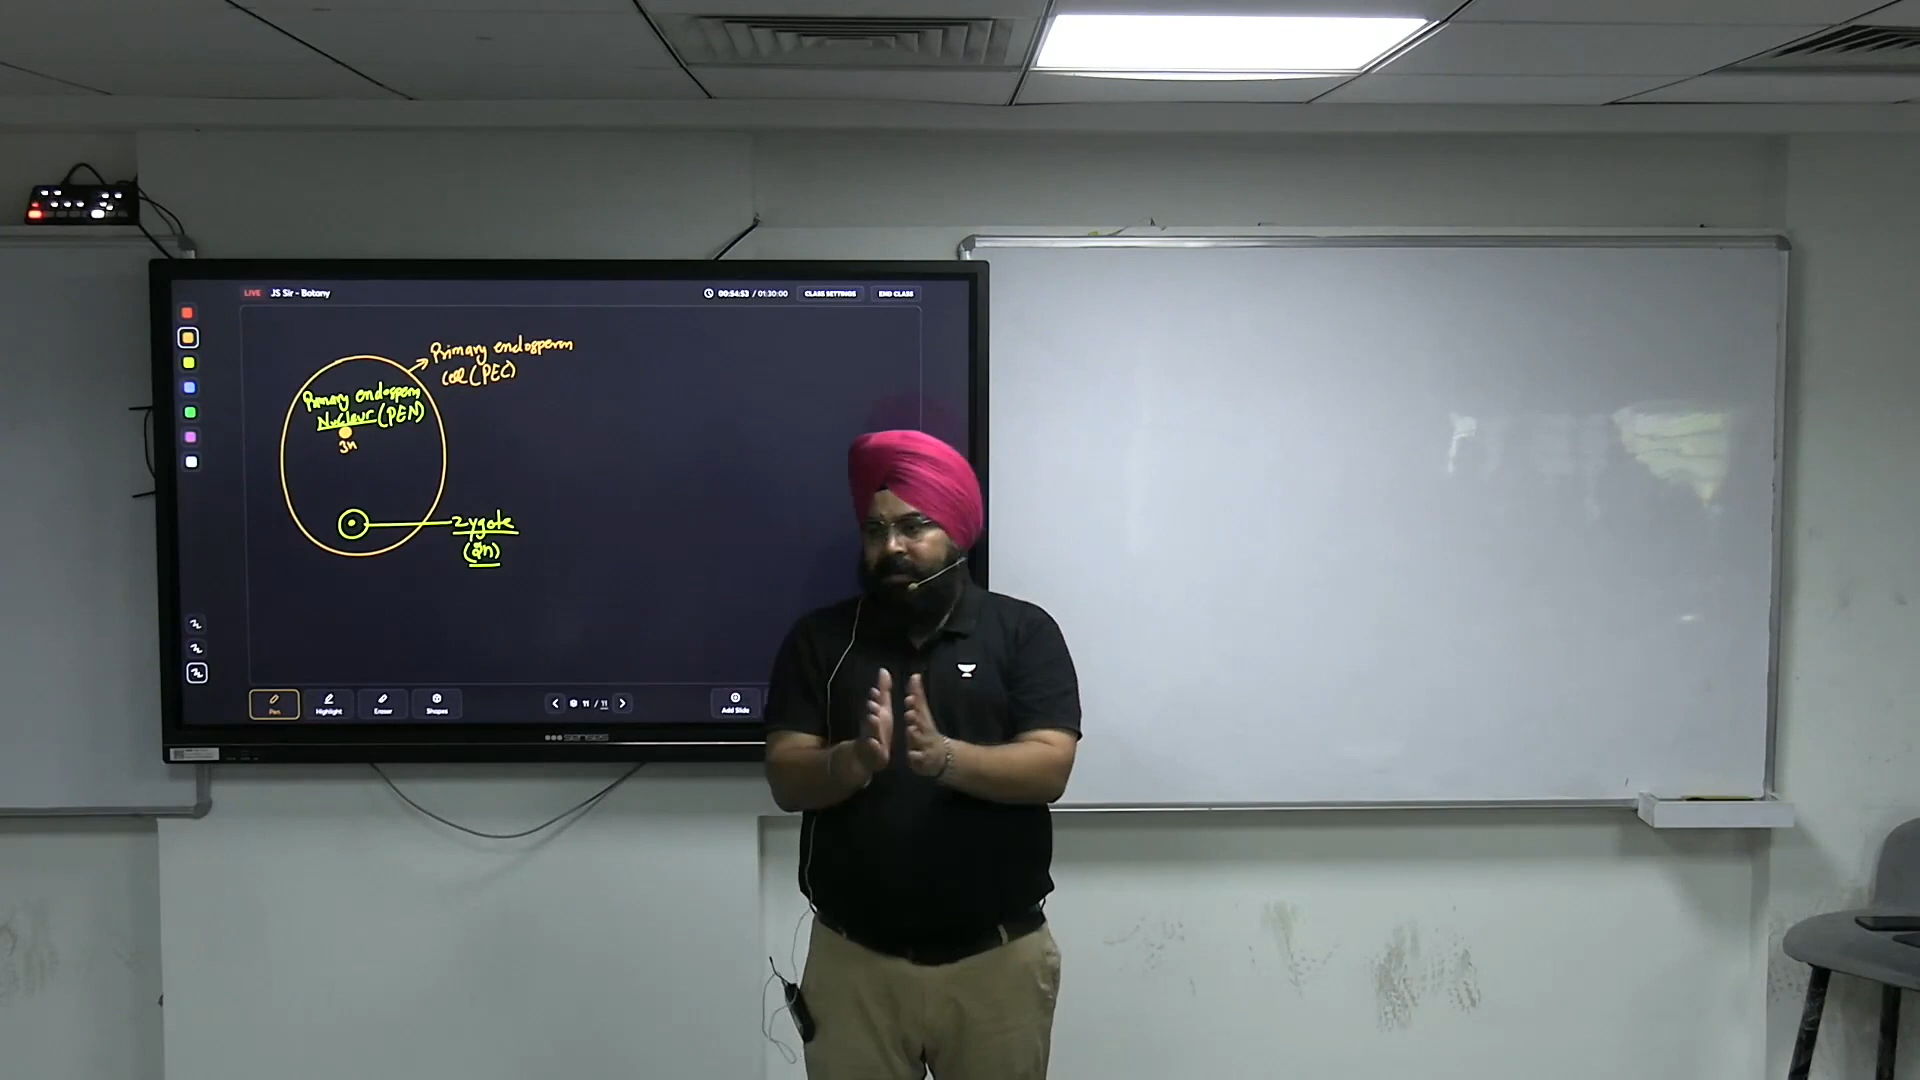 LIVE JS Sir - Botany
00:54:53 / 01:30:00 CLASS SETTINGS END CLASS
Primary endosperm
cell (PEC)
Primary endosperm
Nucleus (PEN)
3n
Zygote
(2n)
Pen Highlight Eraser Shapes 11 / 11 Add Slide
senses